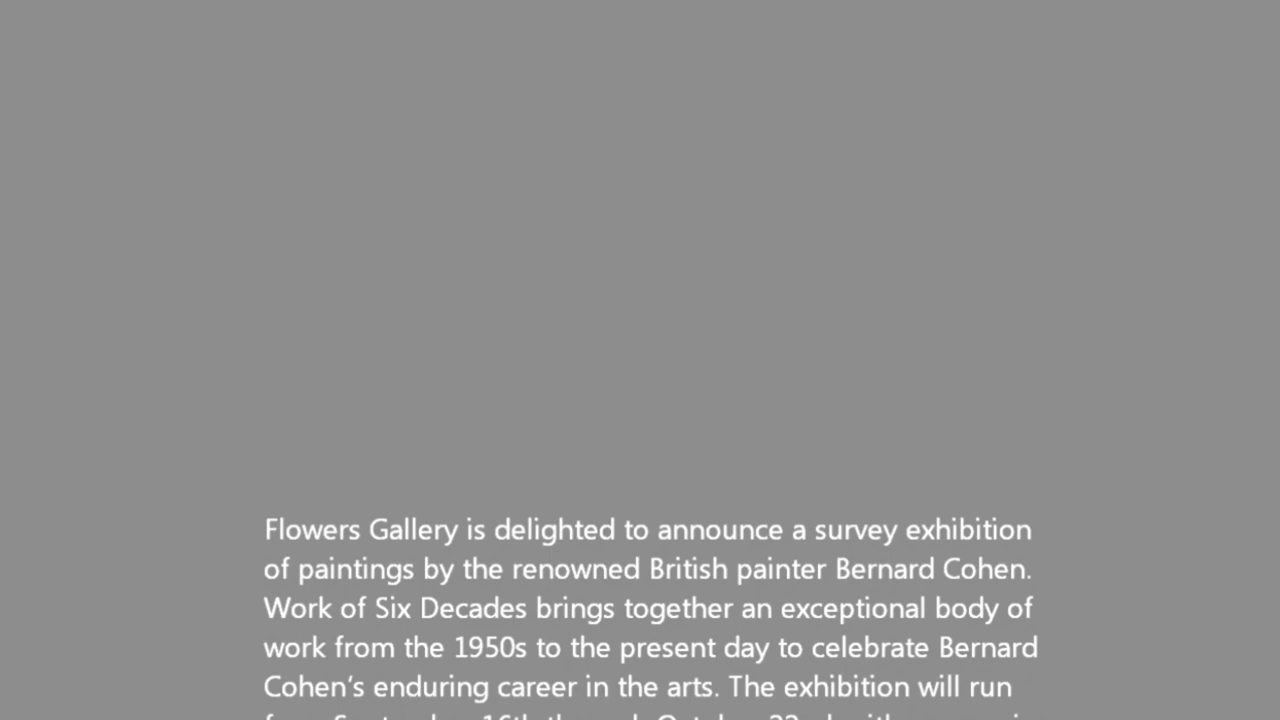 Flowers Gallery is delighted to announce a survey exhibition
of paintings by the renowned British painter Bernard Cohen.
Work of Six Decades brings together an exceptional body of
work from the 1950s to the present day to celebrate Bernard
Cohen's enduring career in the arts. The exhibition will run